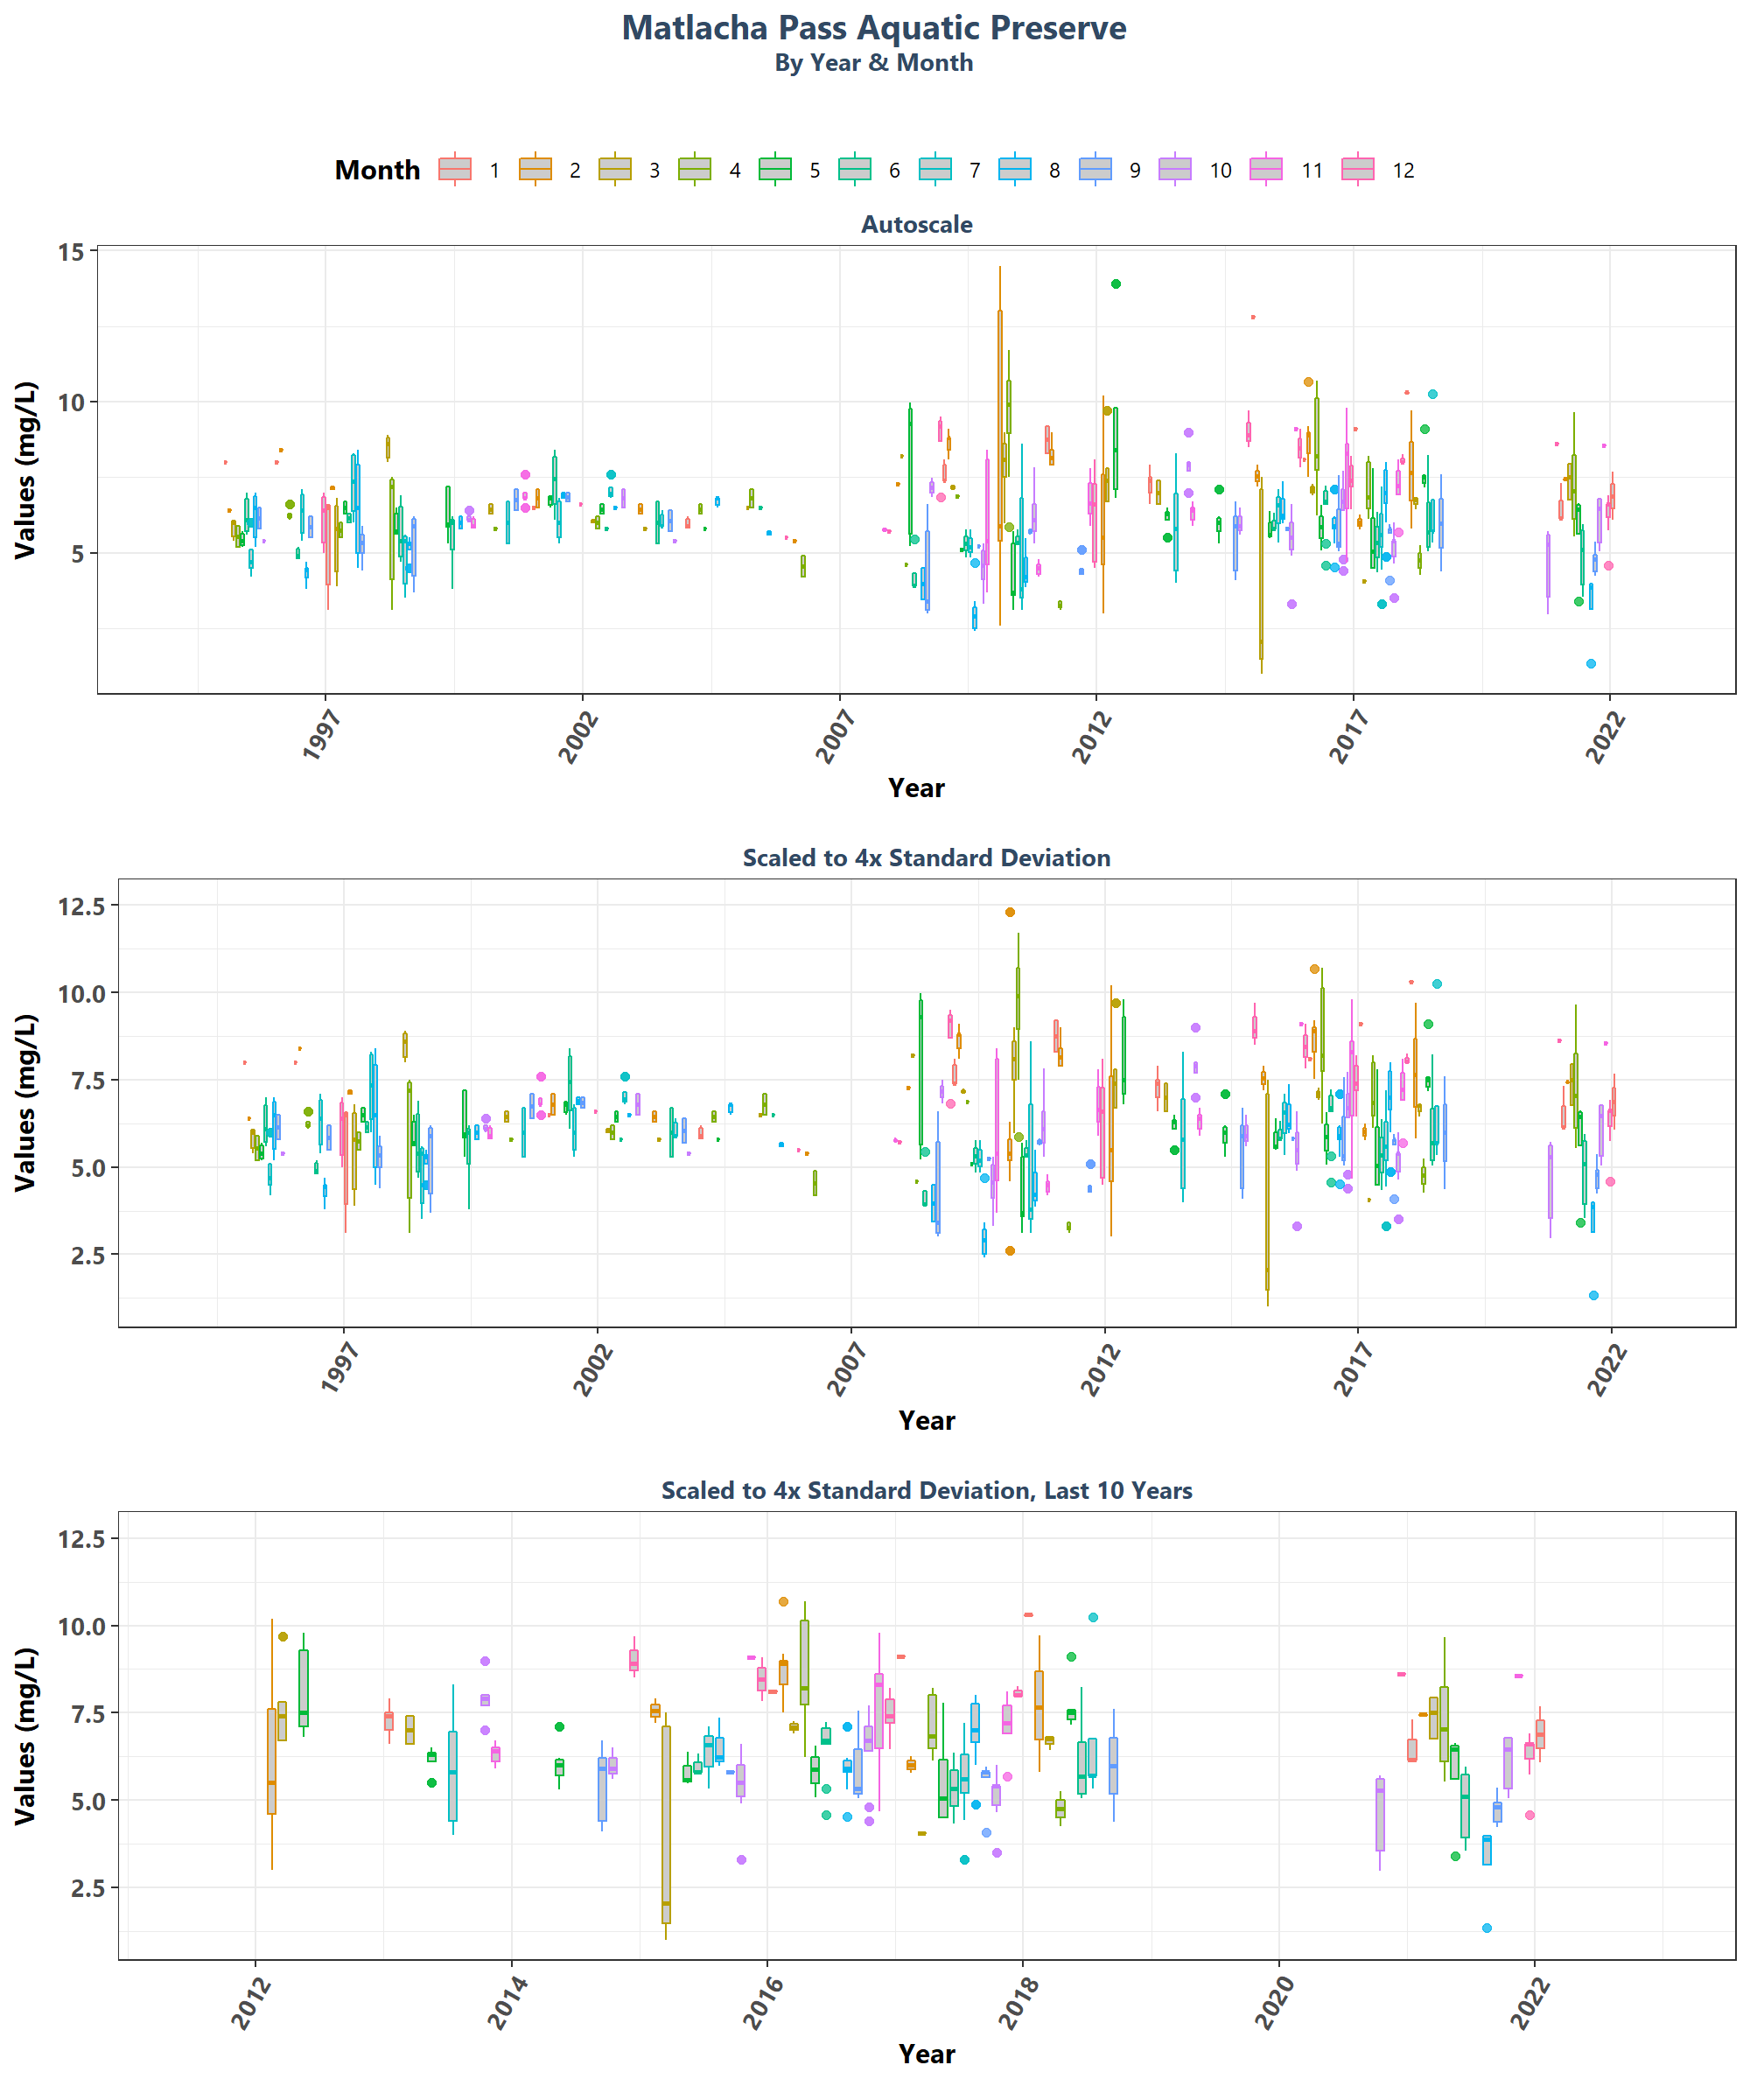 Matlacha Pass Aquatic Preserve
By Year & Month
Month 1 2 3 4 5 6 7 8 9 10 11 12
Autoscale
15
10
5
Values (mg/L)
1997 2002 2007 2012 2017 2022
Year
Scaled to 4x Standard Deviation
12.5
10.0
7.5
5.0
2.5
Values (mg/L)
1997 2002 2007 2012 2017 2022
Year
Scaled to 4x Standard Deviation, Last 10 Years
12.5
10.0
7.5
5.0
2.5
Values (mg/L)
2012 2014 2016 2018 2020 2022
Year